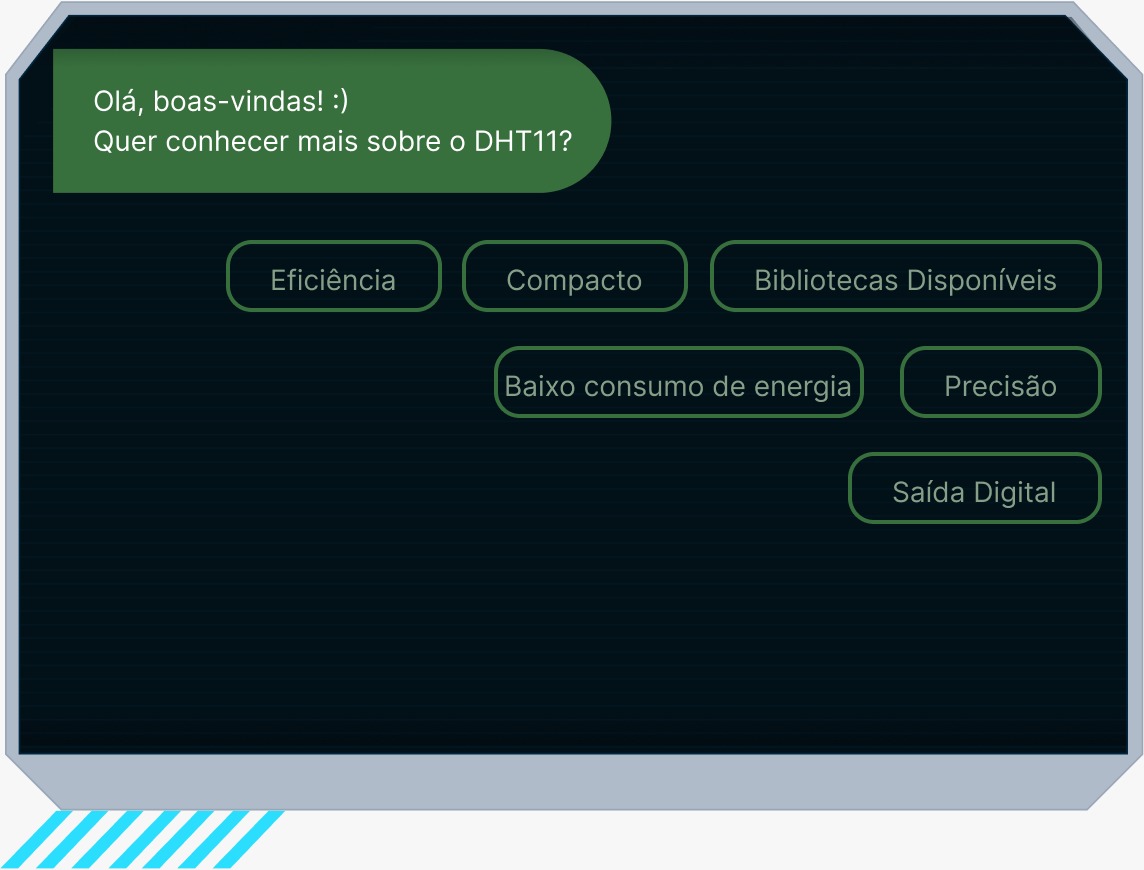 Olá, boas-vindas! :)
Quer conhecer mais sobre o DHT11?
Eficiência
Compacto
Bibliotecas Disponíveis
Baixo consumo de energia
Precisão
Saída Digital